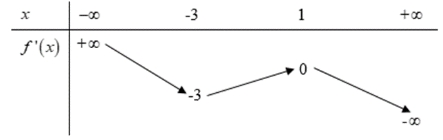 x −∞ -3 1 +∞
f'(x) +∞
0
-3
-∞